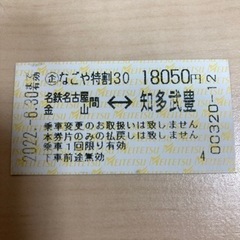 ㊣なごや特割30 18050円
名鉄名古屋
金山
間 ↔ 知多武豊
乗車変更のお取扱いは致しません
本券片のみの払戻しは致しません
乗車1回限り有効
下車前途無効
4
2022.-6.30まで有効
00320-12